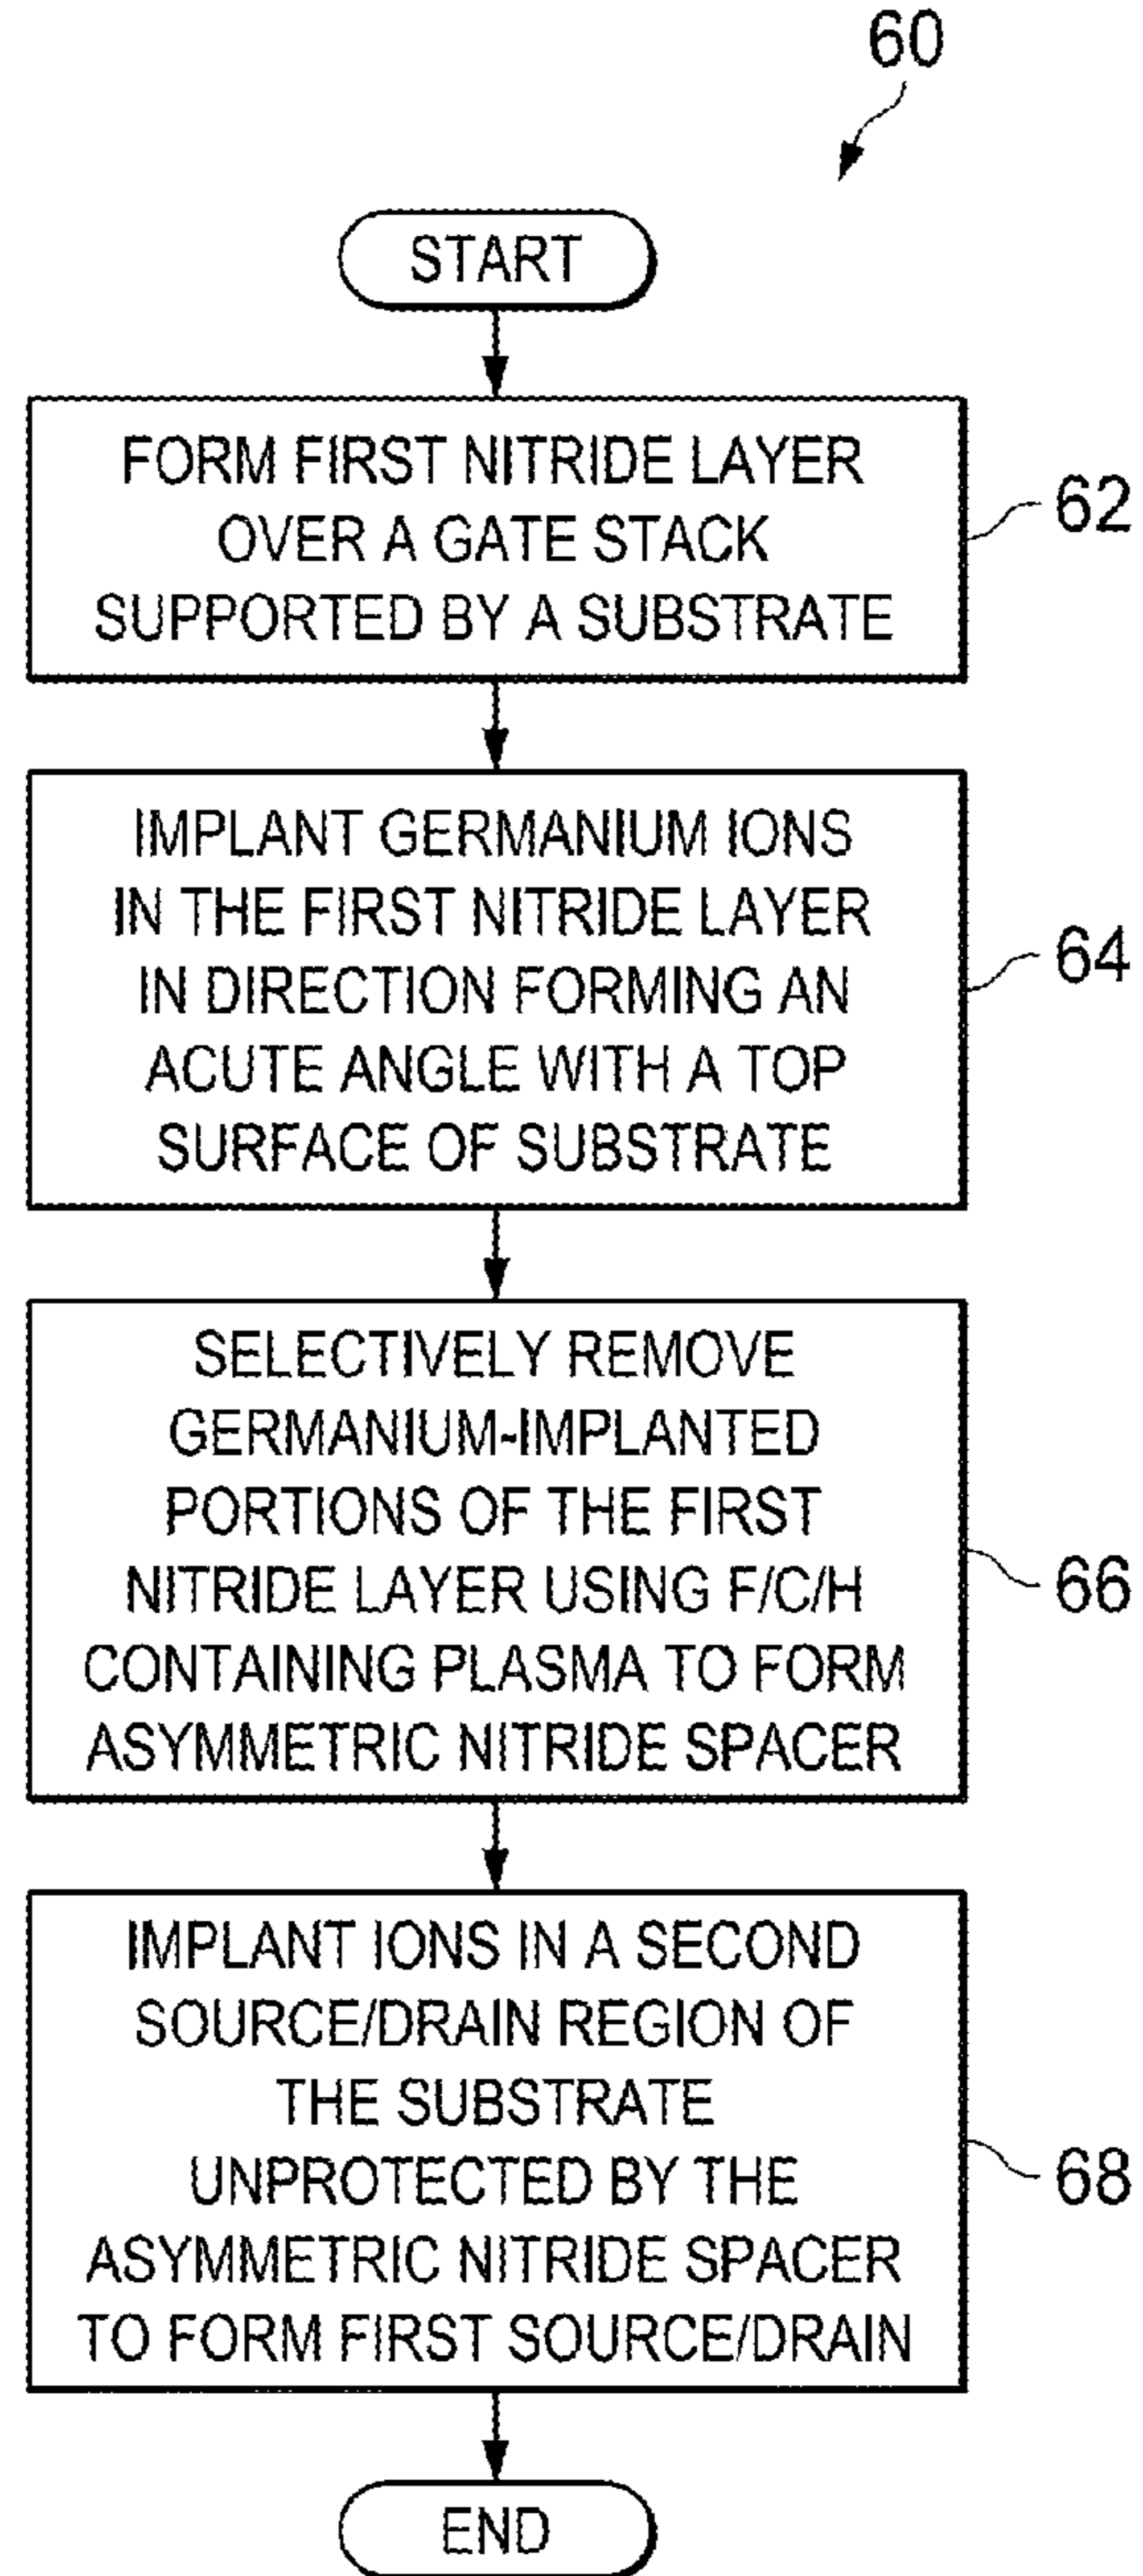 60
START
FORM FIRST NITRIDE LAYER
OVER A GATE STACK
SUPPORTED BY A SUBSTRATE
62
IMPLANT GERMANIUM IONS
IN THE FIRST NITRIDE LAYER
IN DIRECTION FORMING AN
ACUTE ANGLE WITH A TOP
SURFACE OF SUBSTRATE
64
SELECTIVELY REMOVE
GERMANIUM-IMPLANTED
PORTIONS OF THE FIRST
NITRIDE LAYER USING F/C/H
CONTAINING PLASMA TO FORM
ASYMMETRIC NITRIDE SPACER
66
IMPLANT IONS IN A SECOND
SOURCE/DRAIN REGION OF
THE SUBSTRATE
UNPROTECTED BY THE
ASYMMETRIC NITRIDE SPACER
TO FORM FIRST SOURCE/DRAIN
68
END